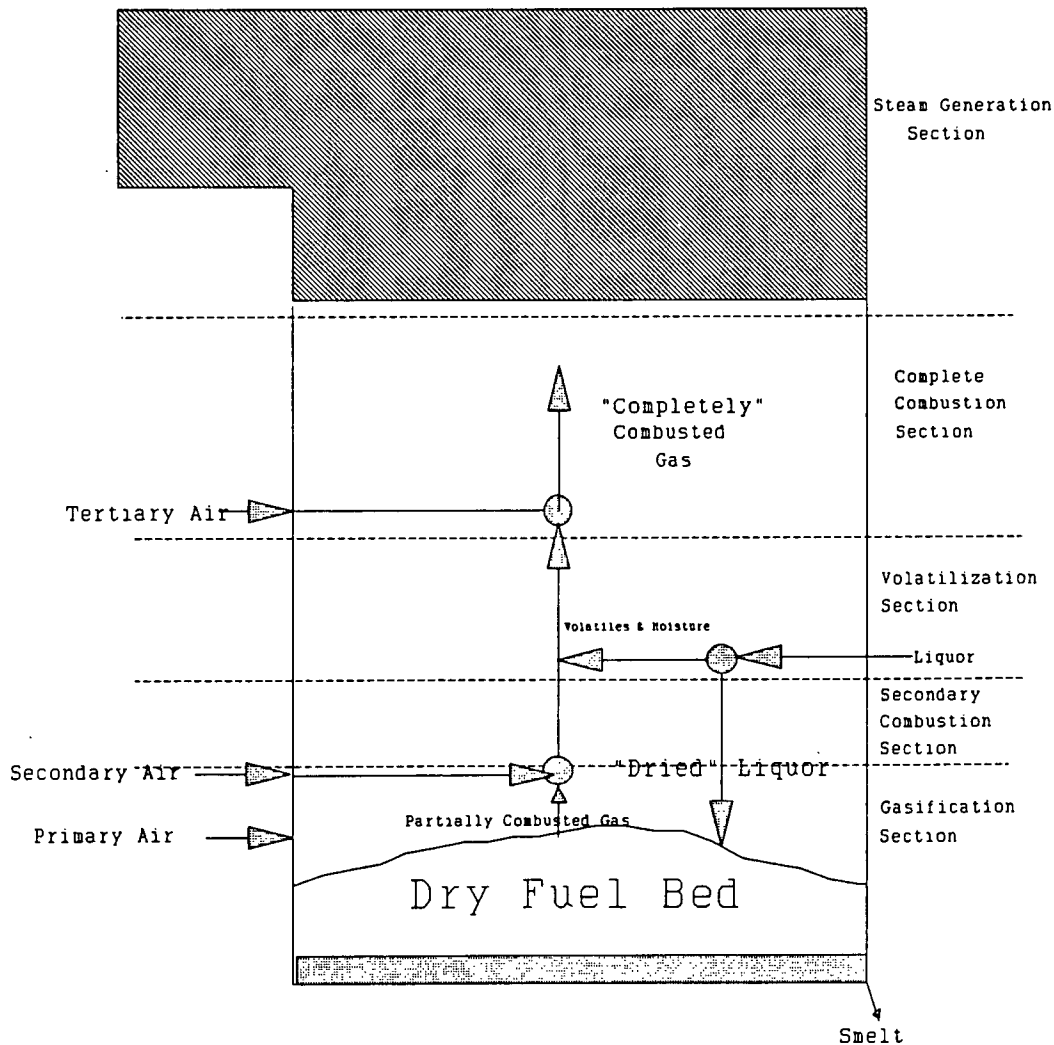 Steam Generation
Section
Complete
Combustion
Section
"Completely"
Combusted
Gas
Tertiary Air
Volatilization
Section
Volatiles & Moisture
Liquor
Secondary
Combustion
Section
Secondary Air
"Dried" Liquor
Gasification
Section
Primary Air
Partially Combusted Gas
Dry Fuel Bed
Smelt